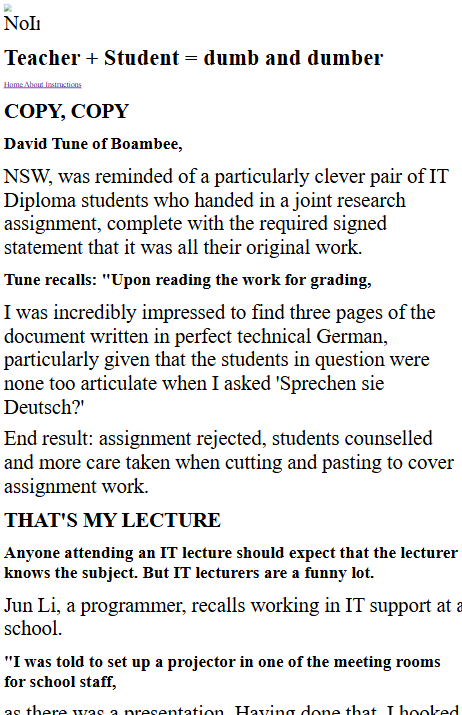 Teacher + Student = dumb and dumber
Home About Instructions
COPY, COPY
David Tune of Boambee,
NSW, was reminded of a particularly clever pair of IT
Diploma students who handed in a joint research
assignment, complete with the required signed
statement that it was all their original work.
Tune recalls: "Upon reading the work for grading,
I was incredibly impressed to find three pages of the
document written in perfect technical German,
particularly given that the students in question were
none too articulate when I asked 'Sprechen sie
Deutsch?'
End result: assignment rejected, students counselled
and more care taken when cutting and pasting to cover
assignment work.
THAT'S MY LECTURE
Anyone attending an IT lecture should expect that the lecturer
knows the subject. But IT lecturers are a funny lot.
Jun Li, a programmer, recalls working in IT support at a
school.
"I was told to set up a projector in one of the meeting rooms
for school staff,
as there was a presentation. Having done that, I hooked